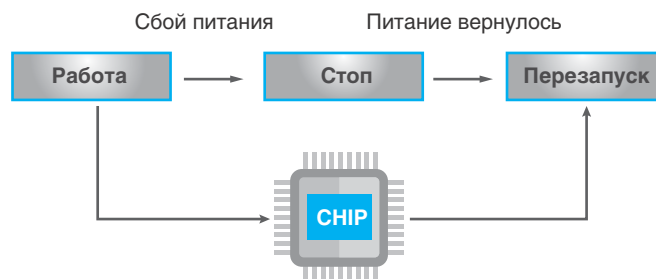 Сбой питания
Питание вернулось
Работа
Стоп
Перезапуск
CHIP